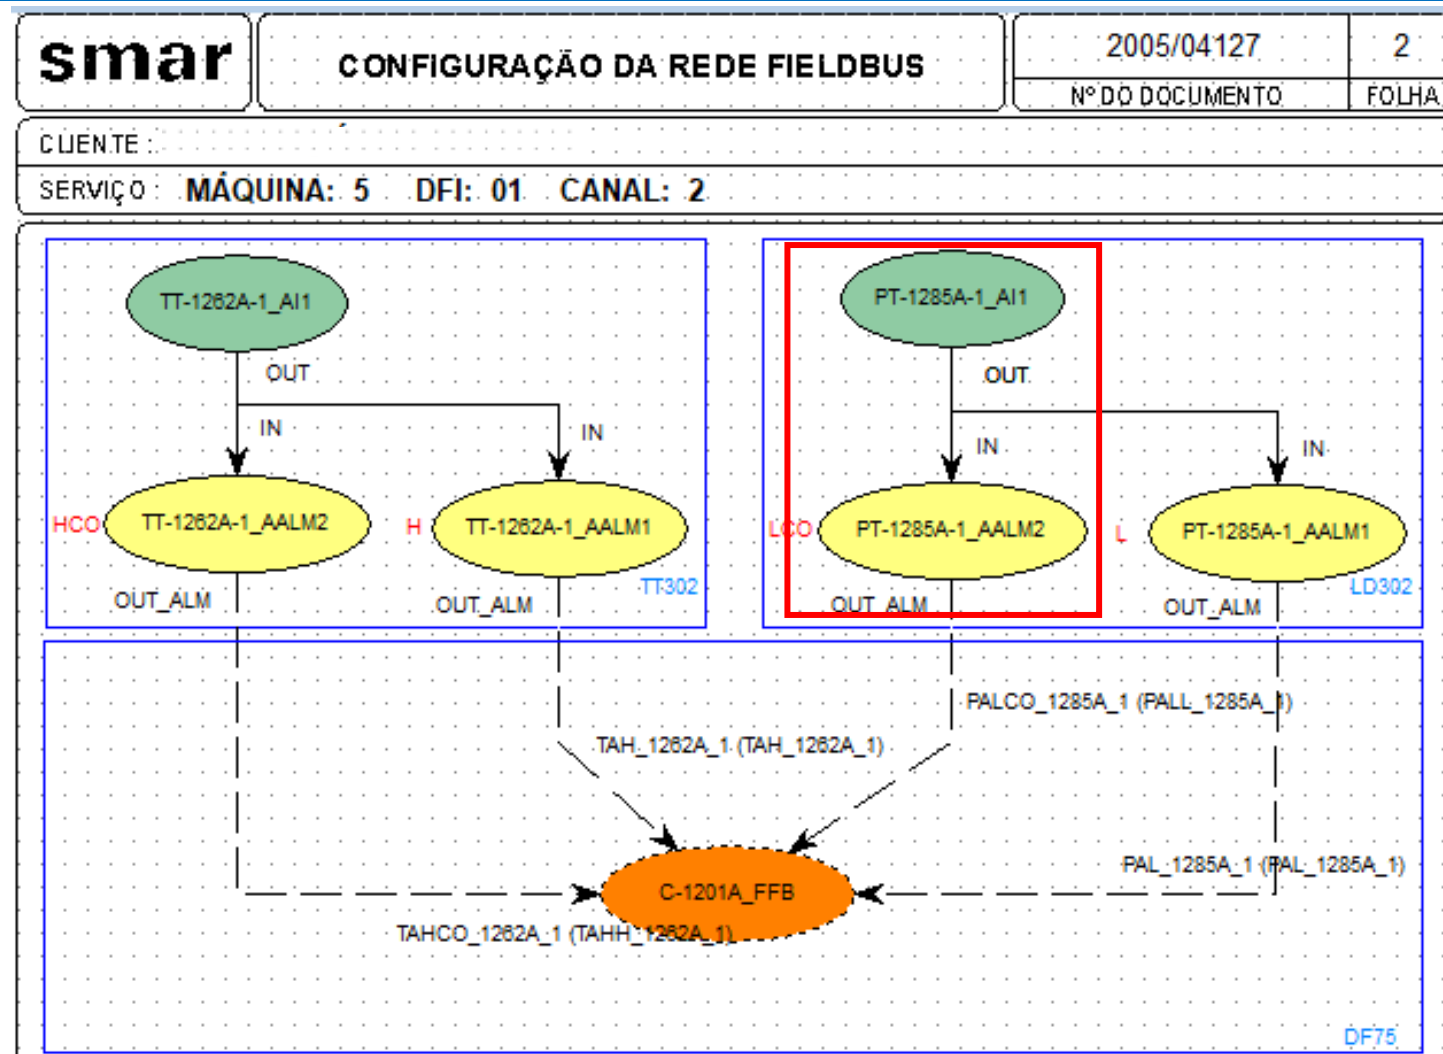 smar
CONFIGURAÇÃO DA REDE FIELDBUS
2005/04127
2
Nº DO DOCUMENTO
FOLHA
CLIENTE :
SERVIÇO : MÁQUINA: 5 DFI: 01 CANAL: 2
TT-1262A-1_AI1
PT-1285A-1_AI1
OUT
OUT
IN
IN
IN
IN
HCO
TT-1262A-1_AALM2
H
TT-1262A-1_AALM1
LCO
PT-1285A-1_AALM2
L
PT-1285A-1_AALM1
TT302
LD302
OUT_ALM
OUT_ALM
OUT_ALM
OUT_ALM
PALCO_1285A_1 (PALL_1285A_1)
TAH_1262A_1 (TAH_1262A_1)
PAL_1285A_1 (PAL_1285A_1)
C-1201A_FFB
TAHCO_1262A_1 (TAHH_1262A_1)
DF75